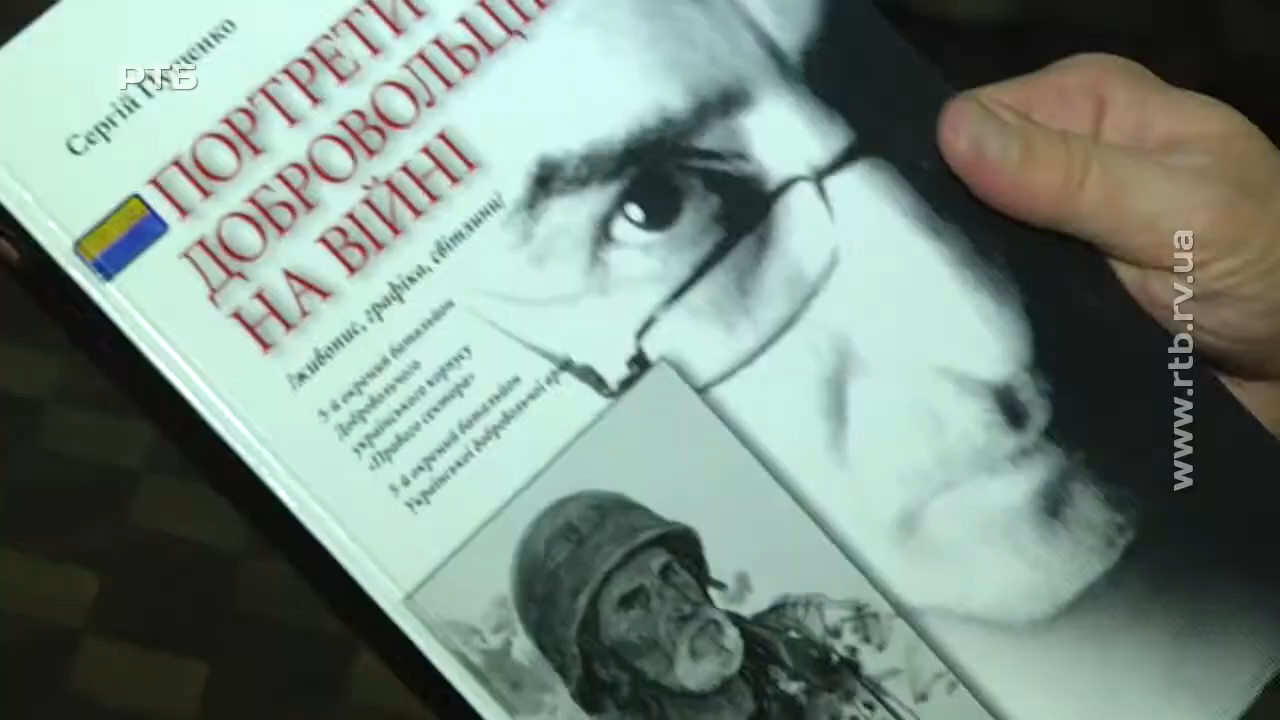 РТБ
Сергій
ПОРТРЕТИ
ДОБРОВОЛЬЦІ
НА ВІЙНІ
/живопис, графіка, світлини/
5-й окремий батальйон
Добровольчого
українського корпусу
«Правого сектора»
5-й окремий батальйон
Української добровольчої
www.rtb.rv.ua